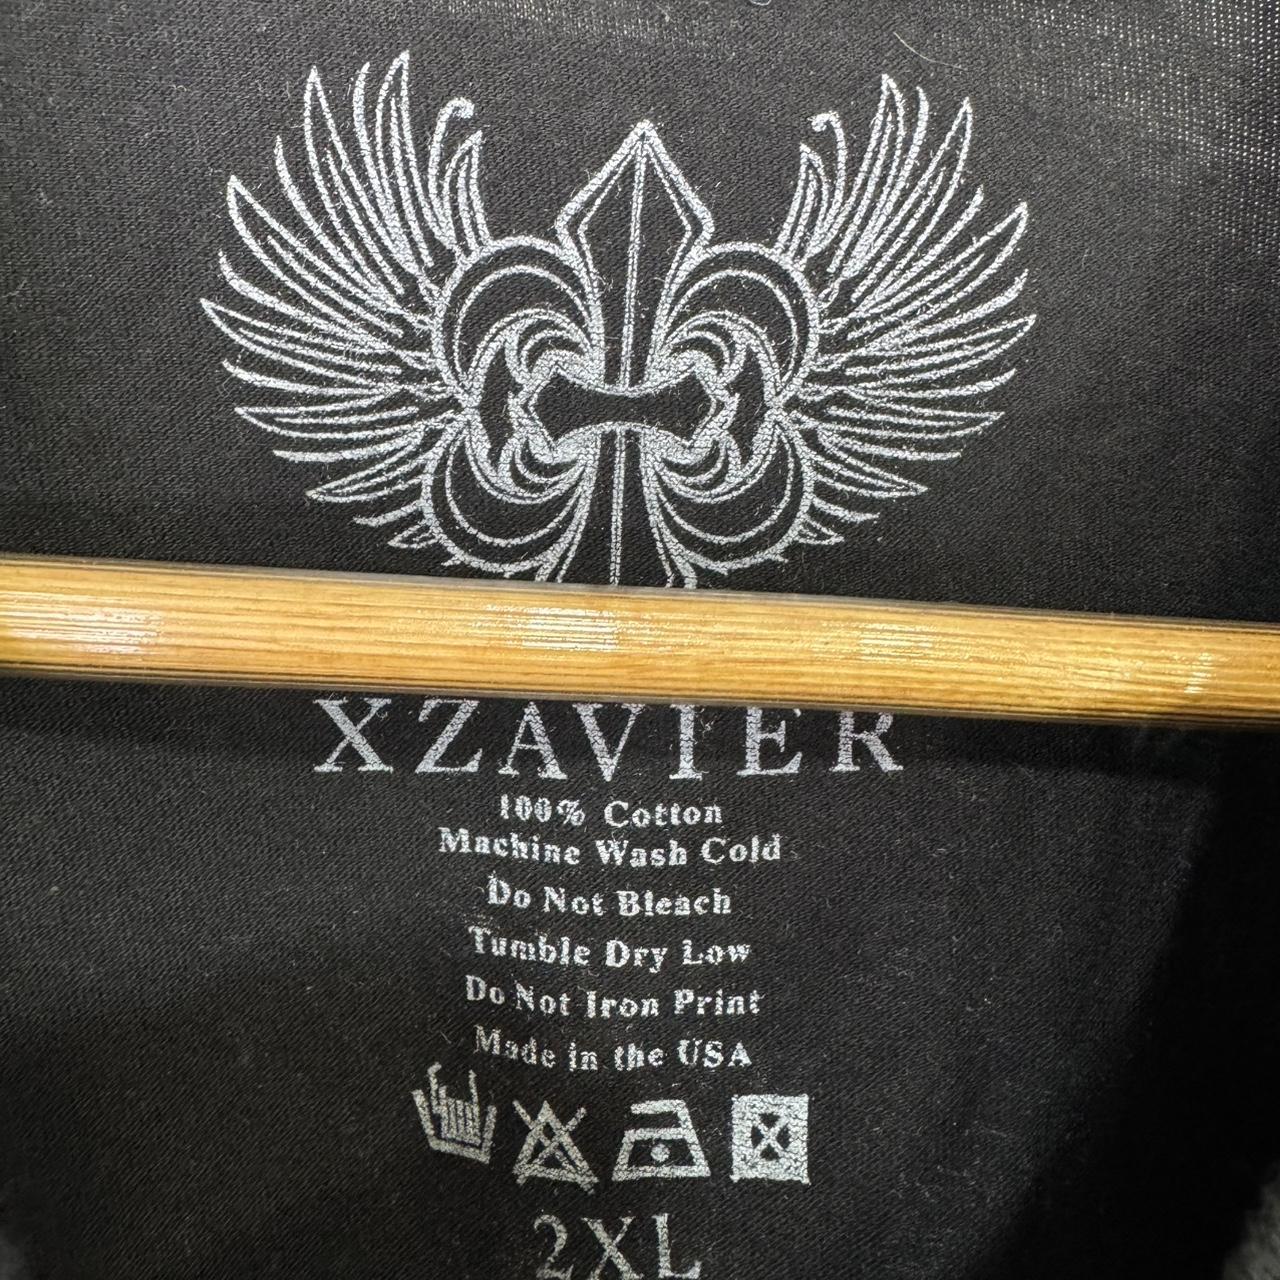 XZAVIER
100% Cotton
Machine Wash Cold
Do Not Bleach
Tumble Dry Low
Do Not Iron Print
Made in the USA
2XL